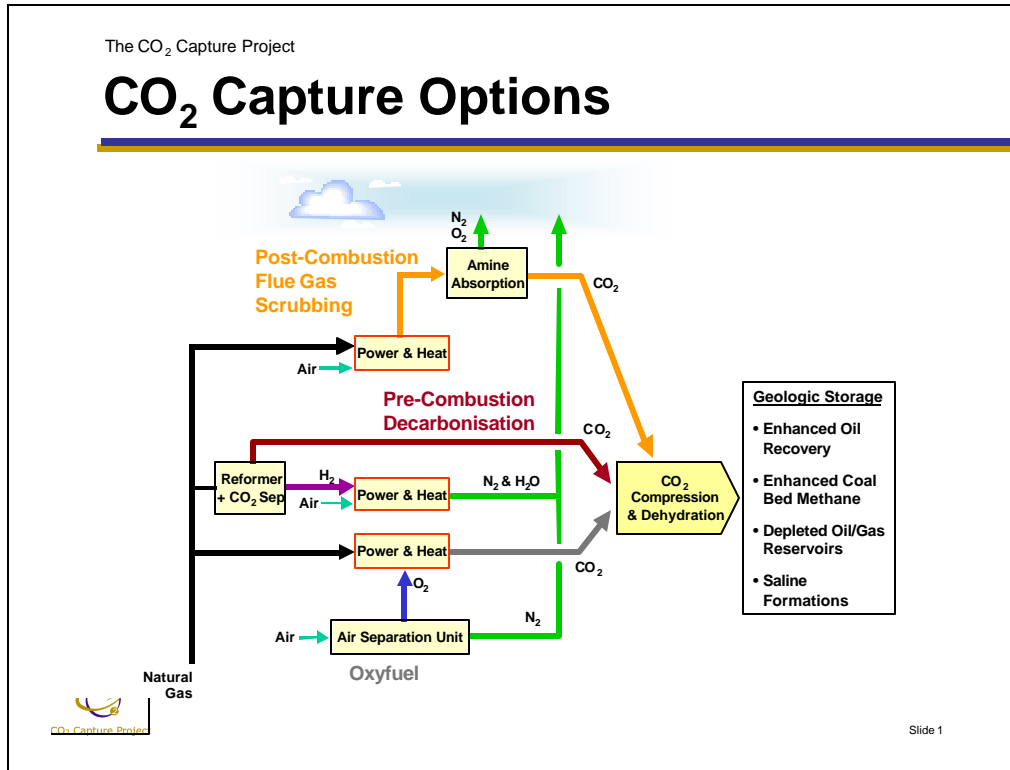 The CO₂ Capture Project
CO₂ Capture Options
N₂
O₂
Post-Combustion
Flue Gas
Scrubbing
Amine
Absorption
CO₂
Power & Heat
Air
Pre-Combustion
Decarbonisation
CO₂
Geologic Storage
• Enhanced Oil
Recovery
• Enhanced Coal
Bed Methane
• Depleted Oil/Gas
Reservoirs
• Saline
Formations
Reformer
+ CO₂ Sep
H₂
Air
Power & Heat
N₂ & H₂O
CO₂
Compression
& Dehydration
Power & Heat
CO₂
O₂
Air
Air Separation Unit
N₂
Oxyfuel
Natural
Gas
CO₂ Capture Project
Slide 1